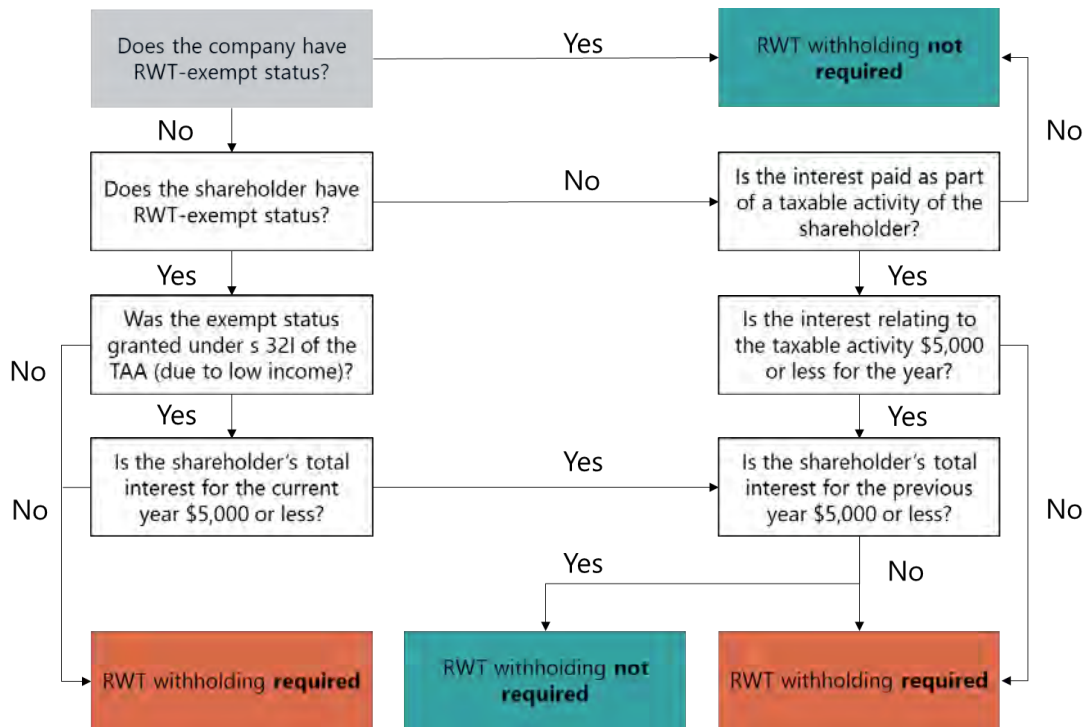 Does the company have
RWT-exempt status?
Yes
RWT withholding not
required
No
No
Does the shareholder have
RWT-exempt status?
No
Is the interest paid as part
of a taxable activity of the
shareholder?
Yes
Yes
Was the exempt status
granted under s 32I of the
TAA (due to low income)?
Is the interest relating to
the taxable activity $5,000
or less for the year?
No
Yes
Yes
Is the shareholder's total
interest for the current
year $5,000 or less?
Yes
Is the shareholder's total
interest for the previous
year $5,000 or less?
No
No
Yes
No
RWT withholding required
RWT withholding not
required
RWT withholding required